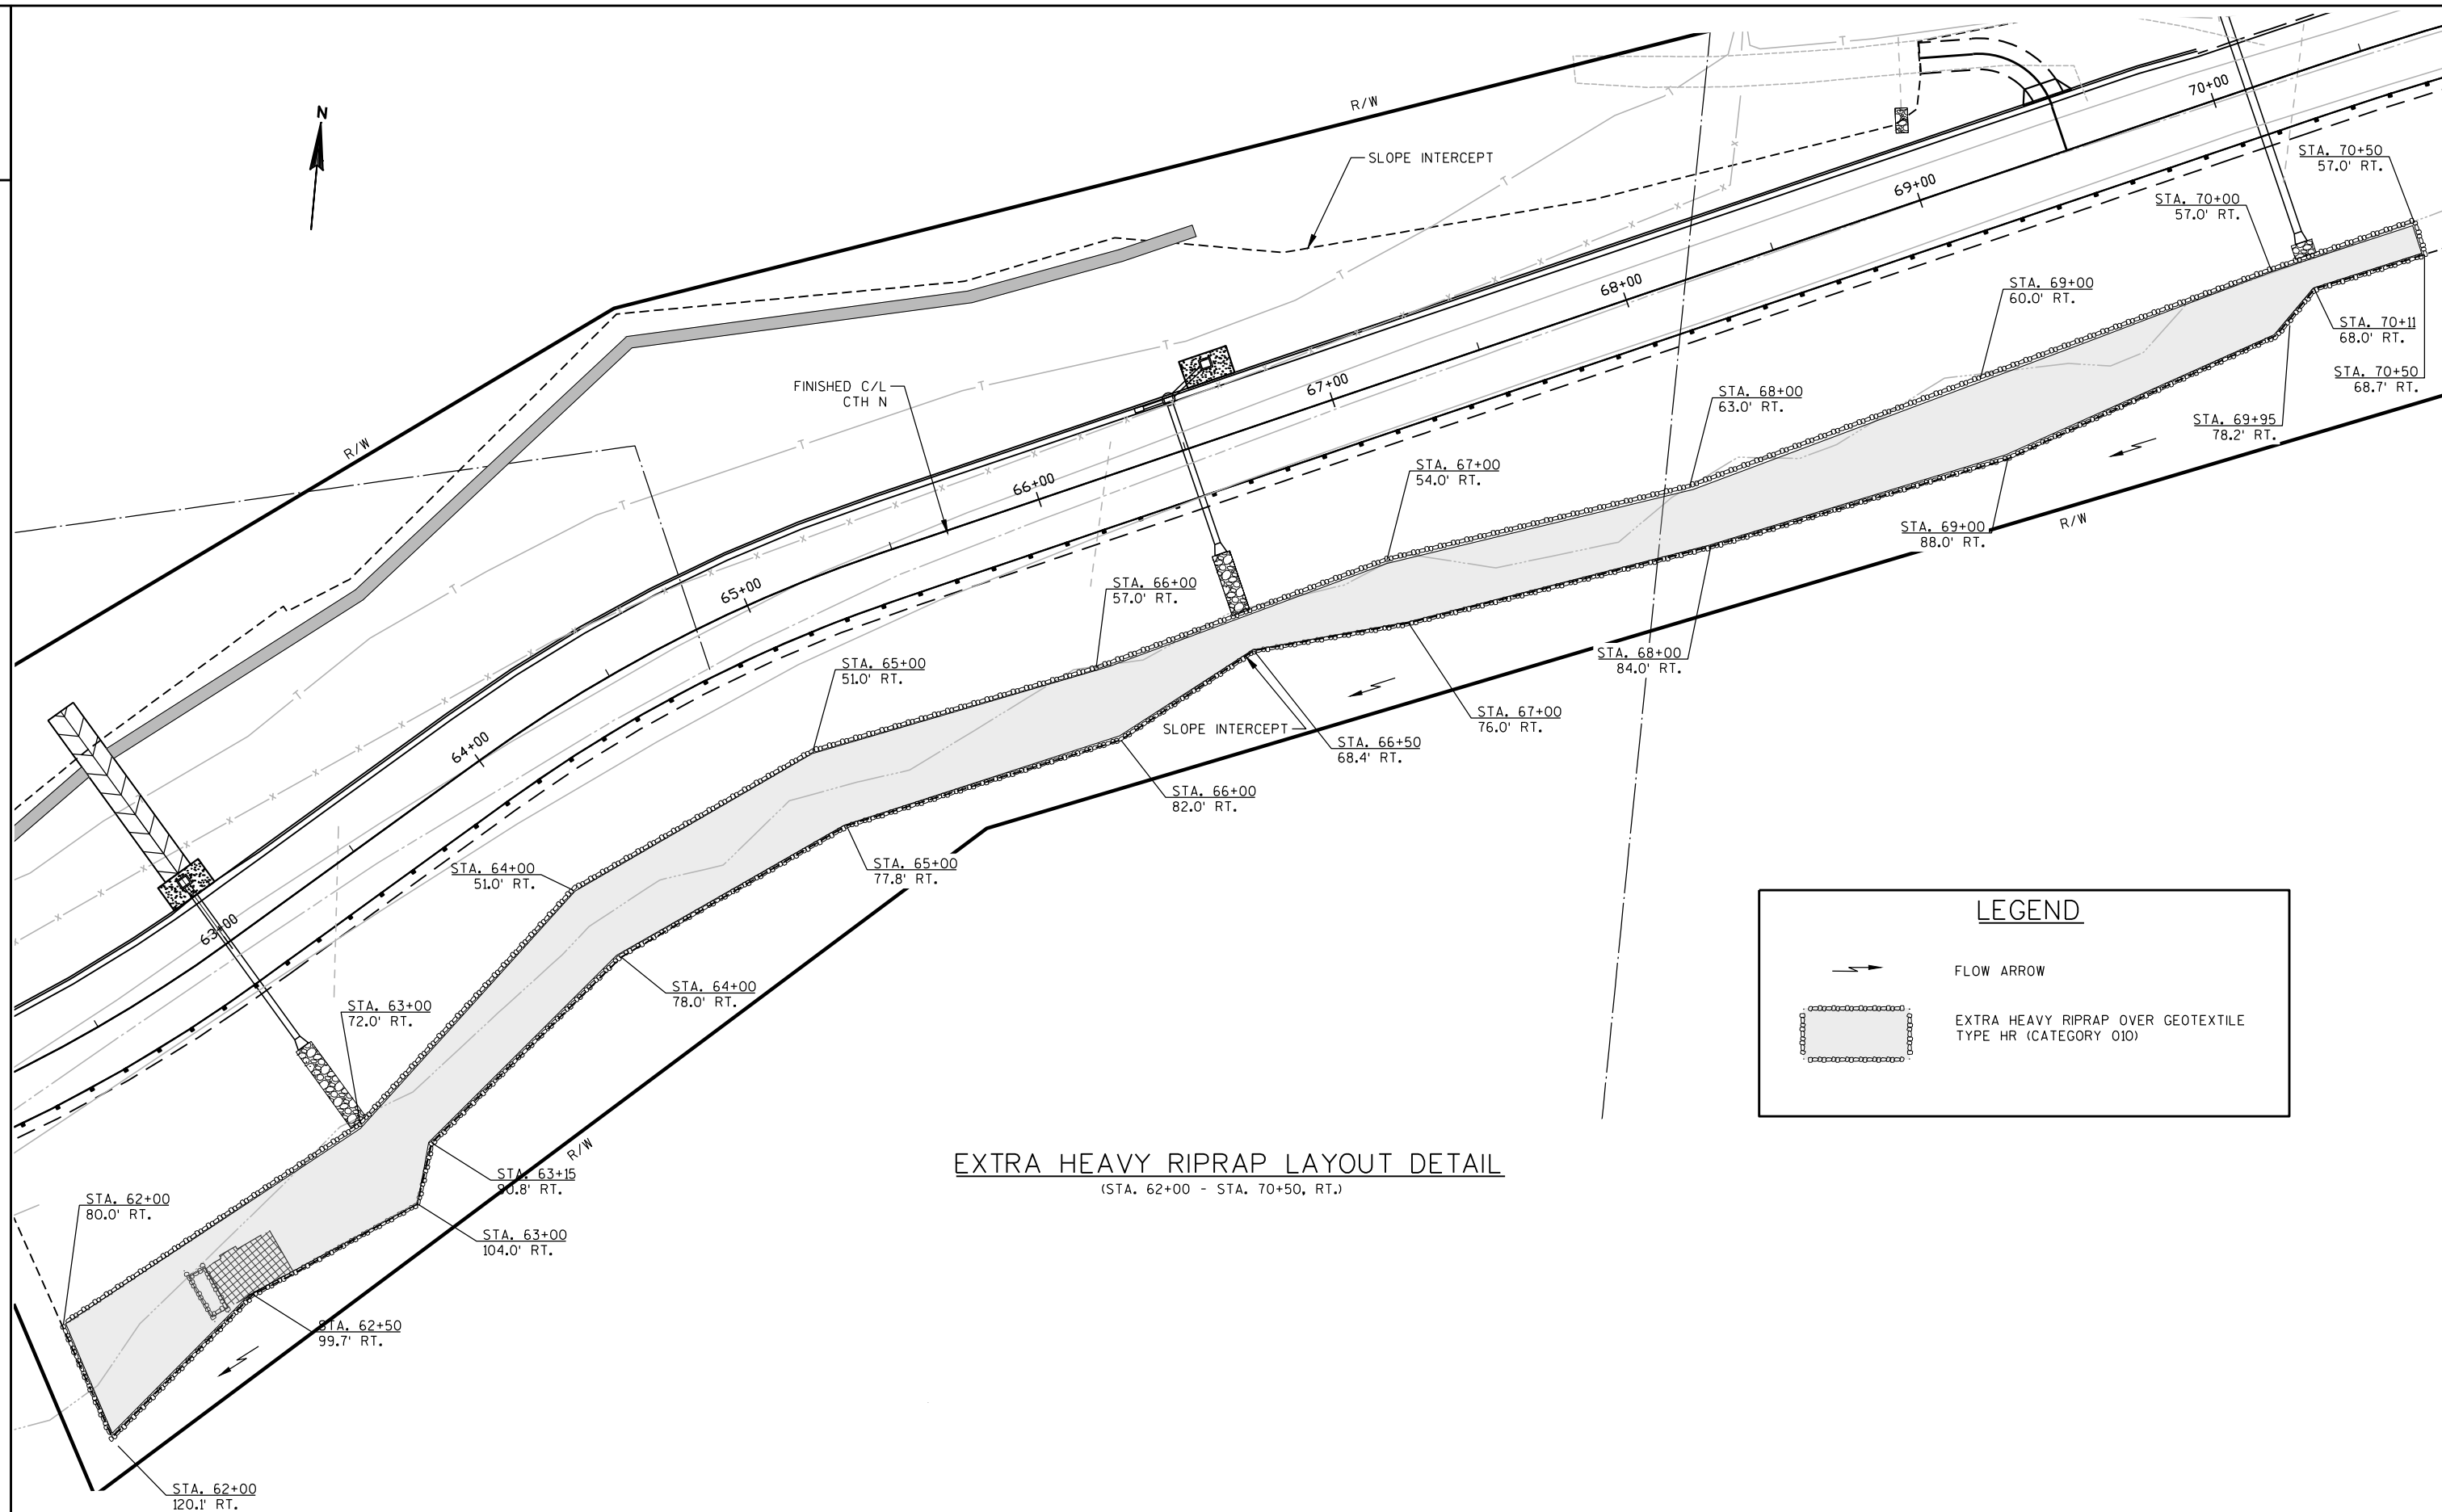 N
R/W
SLOPE INTERCEPT
70+00
STA. 70+50
57.0' RT.
69+00
STA. 70+00
57.0' RT.
68+00
STA. 69+00
60.0' RT.
STA. 70+11
68.0' RT.
FINISHED C/L
CTH N
67+00
STA. 68+00
63.0' RT.
STA. 70+50
68.7' RT.
R/W
STA. 69+95
78.2' RT.
66+00
STA. 67+00
54.0' RT.
STA. 69+00
88.0' RT.
R/W
65+00
STA. 66+00
57.0' RT.
STA. 65+00
51.0' RT.
STA. 68+00
84.0' RT.
64+00
SLOPE INTERCEPT
STA. 67+00
76.0' RT.
STA. 66+50
68.4' RT.
STA. 66+00
82.0' RT.
STA. 64+00
51.0' RT.
STA. 65+00
77.8' RT.
63+00
STA. 64+00
78.0' RT.
STA. 63+00
72.0' RT.
LEGEND
FLOW ARROW
EXTRA HEAVY RIPRAP OVER GEOTEXTILE
TYPE HR (CATEGORY 010)
R/W
EXTRA HEAVY RIPRAP LAYOUT DETAIL
(STA. 62+00 - STA. 70+50, RT.)
STA. 63+15
90.8' RT.
STA. 62+00
80.0' RT.
STA. 63+00
104.0' RT.
STA. 62+50
99.7' RT.
STA. 62+00
120.1' RT.